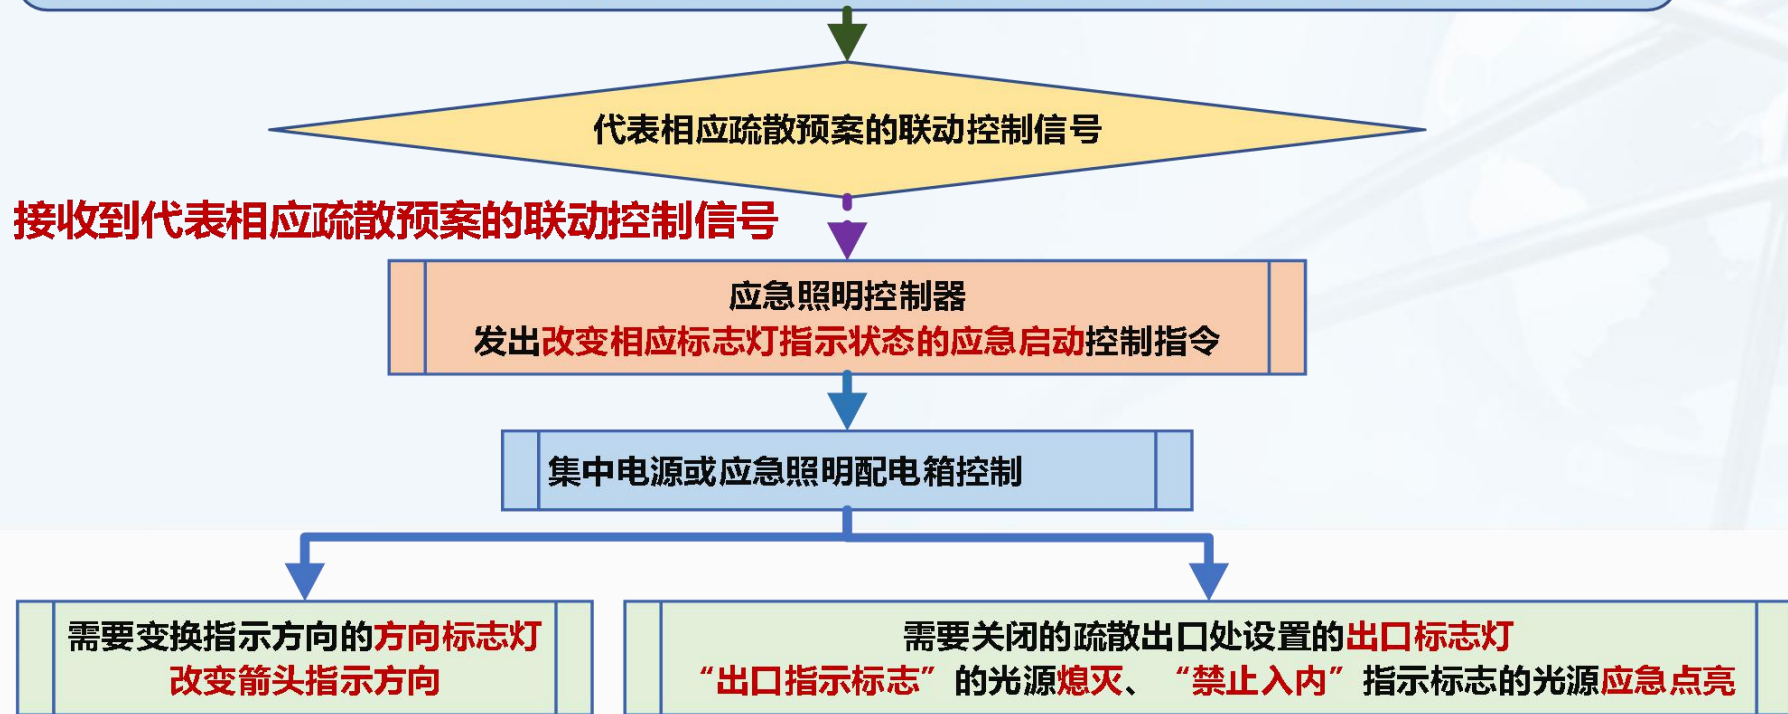 代表相应疏散预案的联动控制信号
接收到代表相应疏散预案的联动控制信号
应急照明控制器
发出改变相应标志灯指示状态的应急启动控制指令
集中电源或应急照明配电箱控制
需要变换指示方向的方向标志灯
改变箭头指示方向
需要关闭的疏散出口处设置的出口标志灯
“出口指示标志”的光源熄灭、“禁止入内”指示标志的光源应急点亮